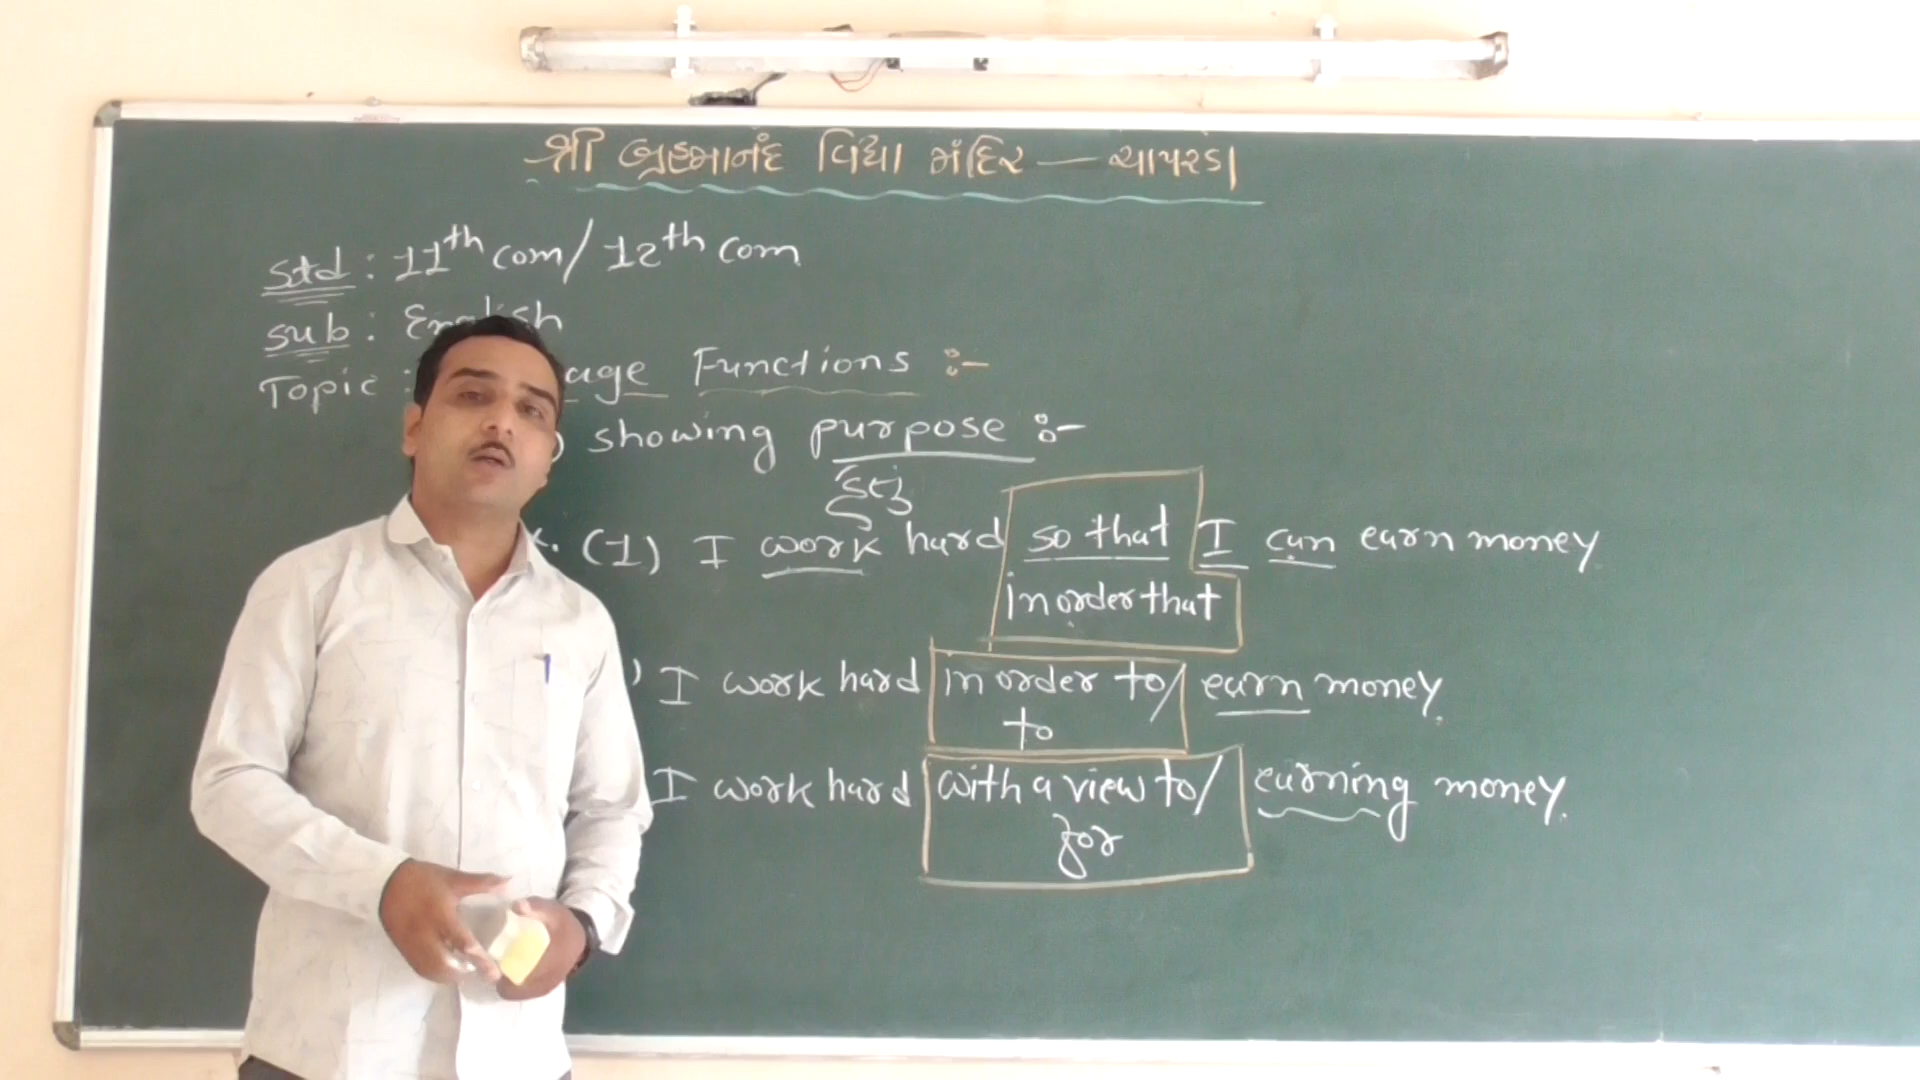 શ્રી બ્રહ્માનંદ વિદ્યા મંદિર — ચાપરડા
Std : 11th com / 12th com
Sub : English
Topic : age Functions :-
) showing purpose :-
હેતુ
. (1) I work hard so that I can earn money
in order that
) I work hard in order to/ earn money.
to
I work hard with a view to/ earning money.
for